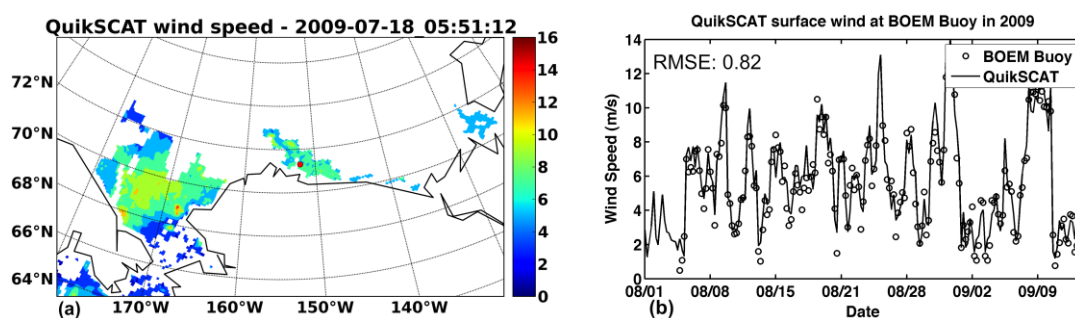 QuikSCAT wind speed - 2009-07-18_05:51:12
72°N
70°N
68°N
66°N
64°N
170°W
160°W
150°W
140°W
16
14
12
10
8
6
4
2
0
(a)
QuikSCAT surface wind at BOEM Buoy in 2009
RMSE: 0.82
BOEM Buoy
QuikSCAT
Wind Speed (m/s)
14
12
10
8
6
4
2
0
08/01
08/08
08/15
08/21
08/28
09/02
09/09
(b)
Date